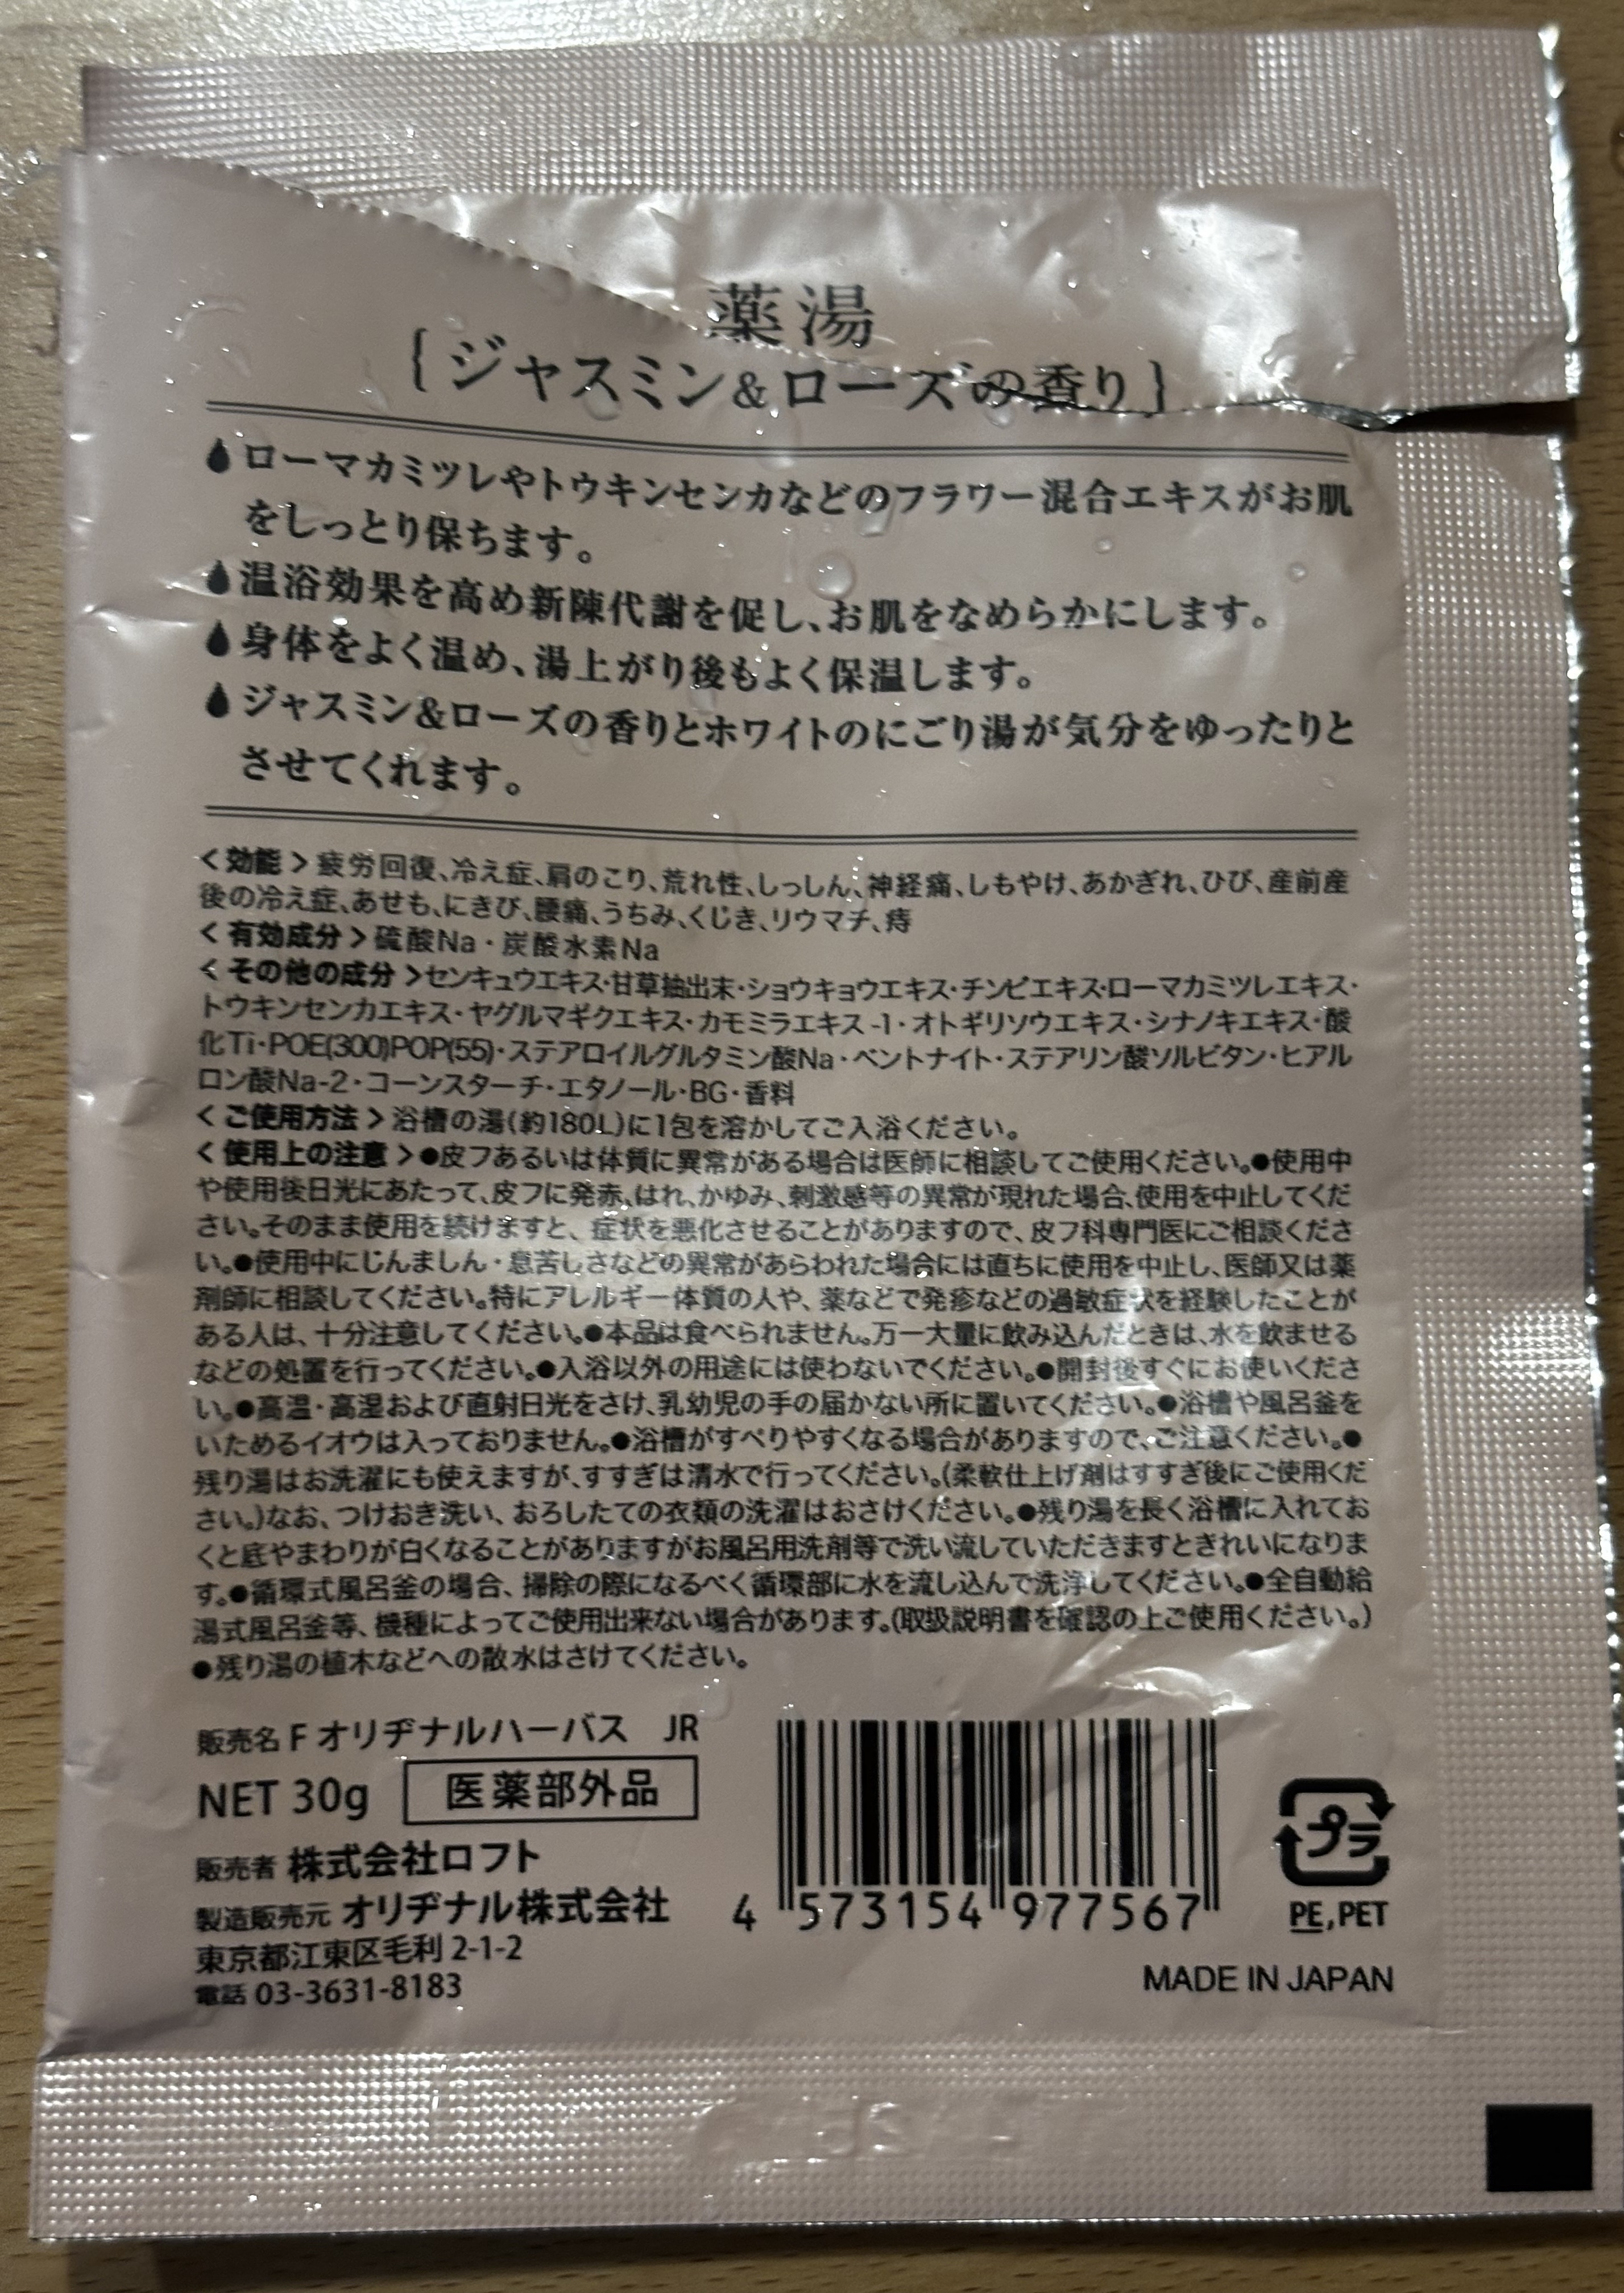 薬湯
{ジャスミン&ローズの香り}
ローマカミツレやトウキンセンカなどのフラワー混合エキスがお肌
をしっとり保ちます。
温浴効果を高め新陳代謝を促し、お肌をなめらかにします。
身体をよく温め、湯上がり後もよく保温します。
ジャスミン&ローズの香りとホワイトのにごり湯が気分をゆったりと
させてくれます。
<効能>疲労回復、冷え症、肩のこり、荒れ性、しっしん、神経痛、しもやけ、あかぎれ、ひび、産前産
後の冷え症、あせも、にきび、腰痛、うちみ、くじき、リウマチ、痔
<有効成分>硫酸Na・炭酸水素Na
<その他の成分>センキュウエキス・甘草抽出末・ショウキョウエキス・チンピエキス・ローマカミツレエキス・
トウキンセンカエキス・ヤグルマギクエキス・カモミラエキス-1・オトギリソウエキス・シナノキエキス・酸
化Ti・POE(300)POP(55)・ステアロイルグルタミン酸Na・ベントナイト・ステアリン酸ソルビタン・ヒアル
ロン酸Na-2・コーンスターチ・エタノール・BG・香料
<ご使用方法>浴槽の湯(約180L)に1包を溶かしてご入浴ください。
<使用上の注意>●皮フあるいは体質に異常がある場合は医師に相談してご使用ください。●使用中
や使用後日光にあたって、皮フに発赤、はれ、かゆみ、刺激感等の異常が現れた場合、使用を中止してくだ
さい。そのまま使用を続けますと、症状を悪化させることがありますので、皮フ科専門医にご相談くださ
い。●使用中にじんましん・息苦しさなどの異常があらわれた場合には直ちに使用を中止し、医師又は薬
剤師に相談してください。特にアレルギー体質の人や、薬などで発疹などの過敏症状を経験したことが
ある人は、十分注意してください。●本品は食べられません。万一大量に飲み込んだときは、水を飲ませる
などの処置を行ってください。●入浴以外の用途には使わないでください。●開封後すぐにお使いくださ
い。●高温・高湿および直射日光をさけ、乳幼児の手の届かない所に置いてください。●浴槽や風呂釜を
いためるイオウは入っておりません。●浴槽がすべりやすくなる場合がありますので、ご注意ください。●
残り湯はお洗濯にも使えますが、すすぎは清水で行ってください。(柔軟仕上げ剤はすすぎ後にご使用くだ
さい。)なお、つけおき洗い、おろしたての衣類の洗濯はおさけください。●残り湯を長く浴槽に入れてお
くと底やまわりが白くなることがありますがお風呂用洗剤等で洗い流していただきますときれいになりま
す。●循環式風呂釜の場合、掃除の際になるべく循環部に水を流し込んで洗浄してください。●全自動給
湯式風呂釜等、機種によってご使用出来ない場合があります。(取扱説明書を確認の上ご使用ください。)
●残り湯の植木などへの散水はさけてください。
販売名 F オリヂナルハーバス JR
NET 30g 医薬部外品
販売者 株式会社ロフト
製造販売元 オリヂナル株式会社
東京都江東区毛利 2-1-2
電話 03-3631-8183
4 573154 977567
プラ
PE,PET
MADE IN JAPAN